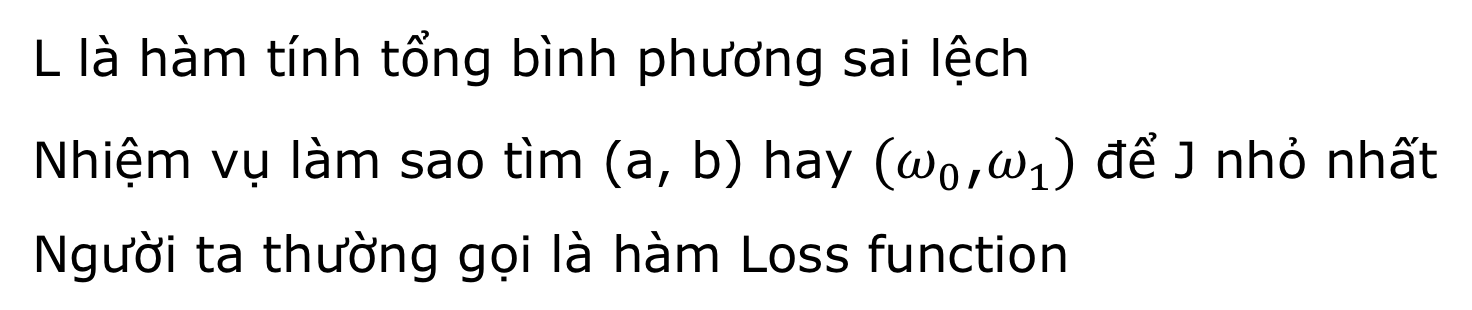 L là hàm tính tổng bình phương sai lệch
Nhiệm vụ làm sao tìm (a, b) hay (ω₀,ω₁) để J nhỏ nhất
Người ta thường gọi là hàm Loss function